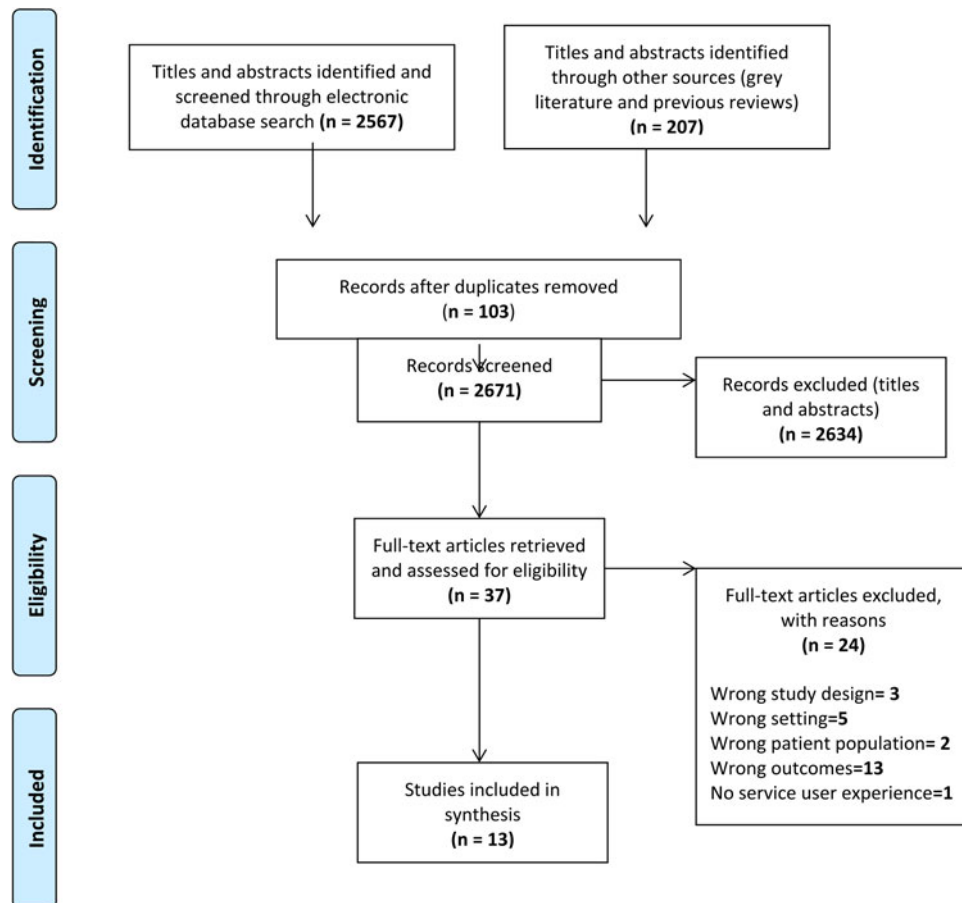 Identification
Titles and abstracts identified and
screened through electronic
database search (n = 2567)
Titles and abstracts identified
through other sources (grey
literature and previous reviews)
(n = 207)
Screening
Records after duplicates removed
(n = 103)
Records screened
(n = 2671)
Records excluded (titles
and abstracts)
(n = 2634)
Eligibility
Full-text articles retrieved
and assessed for eligibility
(n = 37)
Full-text articles excluded,
with reasons
(n = 24)
Wrong study design= 3
Wrong setting=5
Wrong patient population= 2
Wrong outcomes=13
No service user experience=1
Included
Studies included in
synthesis
(n = 13)